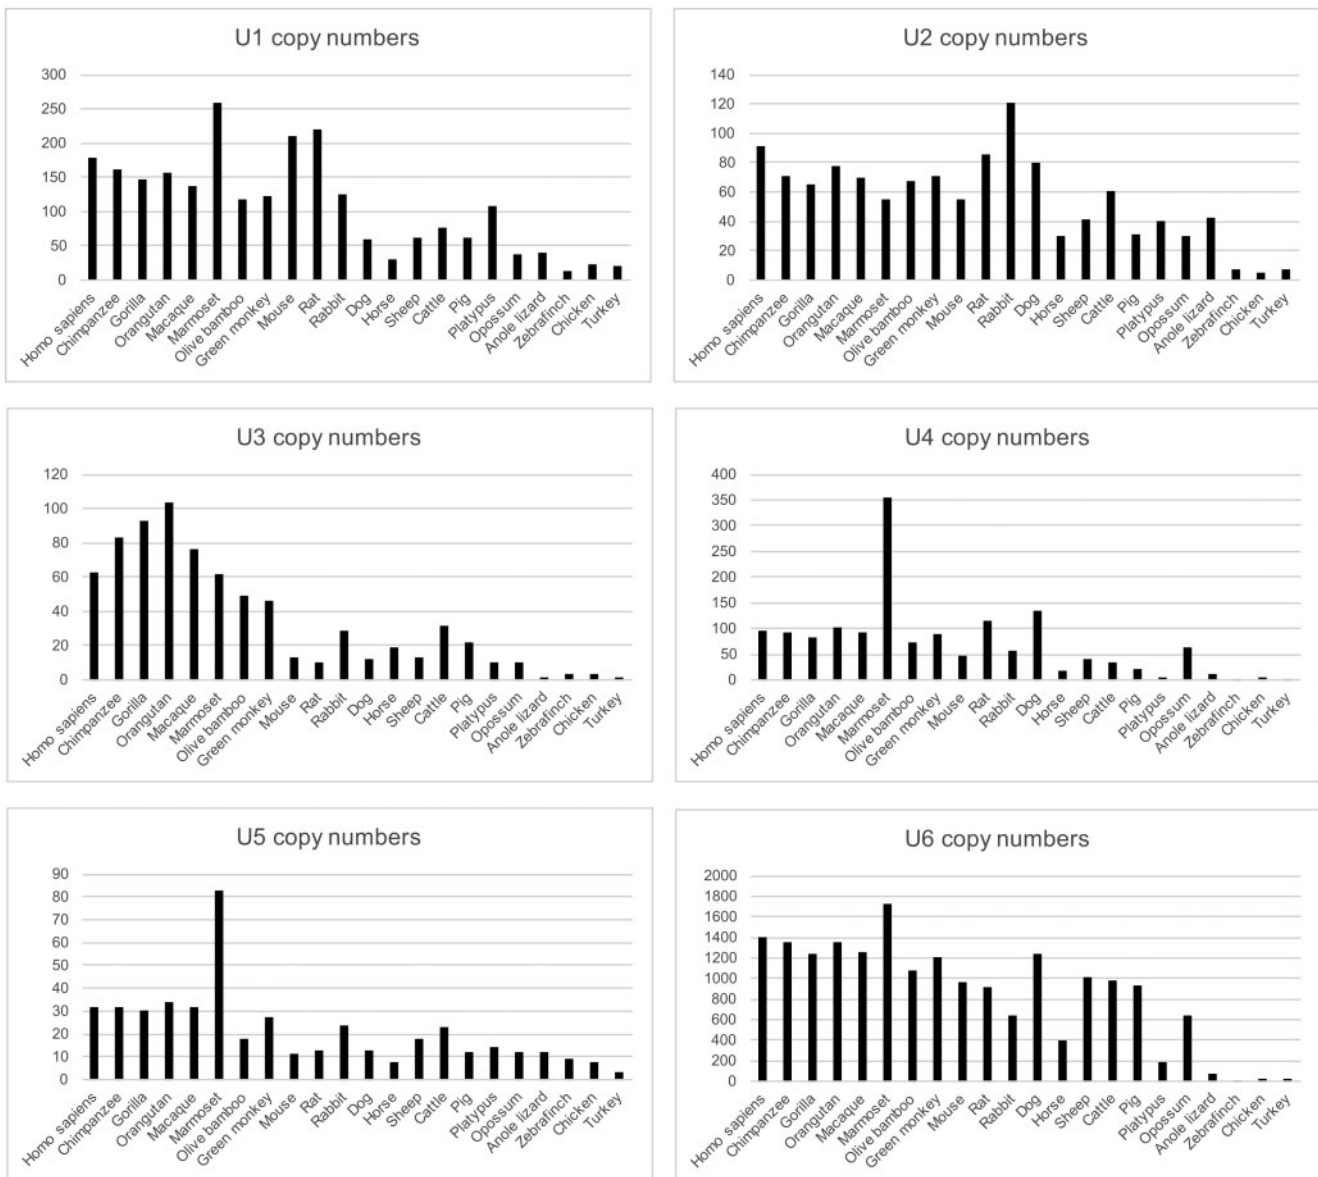 U1 copy numbers
300
250
200
150
100
50
0
Homo sapiens
Chimpanzee
Gorilla
Orangutan
Macaque
Marmoset
Olive bamboo
Green monkey
Mouse
Rat
Rabbit
Dog
Horse
Sheep
Cattle
Pig
Platypus
Opossum
Anole lizard
Zebrafinch
Chicken
Turkey
U2 copy numbers
140
120
100
80
60
40
20
0
Homo sapiens
Chimpanzee
Gorilla
Orangutan
Macaque
Marmoset
Olive bamboo
Green monkey
Mouse
Rat
Rabbit
Dog
Horse
Sheep
Cattle
Pig
Platypus
Opossum
Anole lizard
Zebrafinch
Chicken
Turkey
U3 copy numbers
120
100
80
60
40
20
0
Homo sapiens
Chimpanzee
Gorilla
Orangutan
Macaque
Marmoset
Olive bamboo
Green monkey
Mouse
Rat
Rabbit
Dog
Horse
Sheep
Cattle
Pig
Platypus
Opossum
Anole lizard
Zebrafinch
Chicken
Turkey
U4 copy numbers
400
350
300
250
200
150
100
50
0
Homo sapiens
Chimpanzee
Gorilla
Orangutan
Macaque
Marmoset
Olive bamboo
Green monkey
Mouse
Rat
Rabbit
Dog
Horse
Sheep
Cattle
Pig
Platypus
Opossum
Anole lizard
Zebrafinch
Chicken
Turkey
U5 copy numbers
90
80
70
60
50
40
30
20
10
0
Homo sapiens
Chimpanzee
Gorilla
Orangutan
Macaque
Marmoset
Olive bamboo
Green monkey
Mouse
Rat
Rabbit
Dog
Horse
Sheep
Cattle
Pig
Platypus
Opossum
Anole lizard
Zebrafinch
Chicken
Turkey
U6 copy numbers
2000
1800
1600
1400
1200
1000
800
600
400
200
0
Homo sapiens
Chimpanzee
Gorilla
Orangutan
Macaque
Marmoset
Olive bamboo
Green monkey
Mouse
Rat
Rabbit
Dog
Horse
Sheep
Cattle
Pig
Platypus
Opossum
Anole lizard
Zebrafinch
Chicken
Turkey